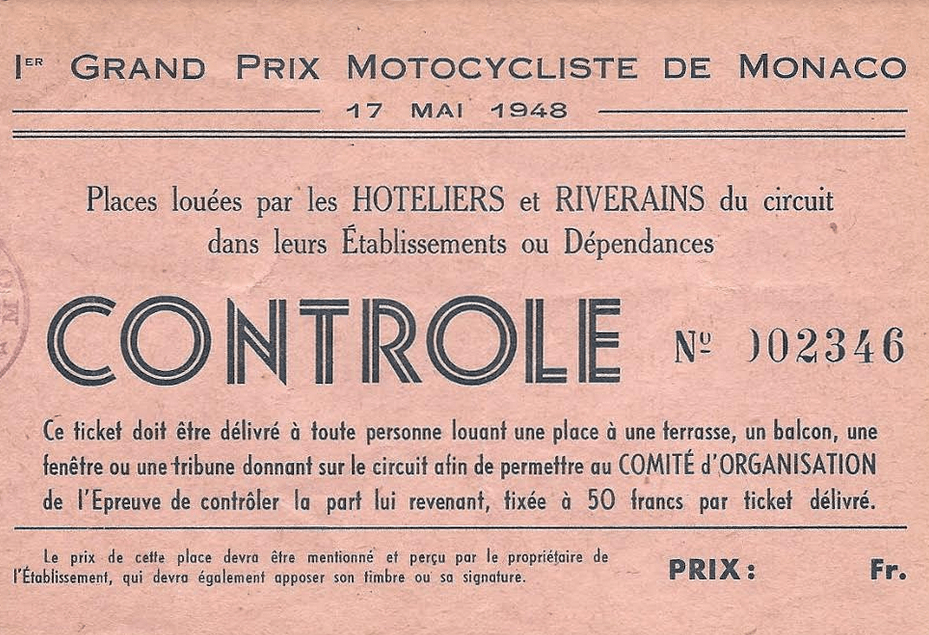 Iᴇʀ GRAND PRIX MOTOCYCLISTE DE MONACO
17 MAI 1948
Places louées par les HOTELIERS et RIVERAINS du circuit
dans leurs Établissements ou Dépendances
CONTROLE Nº 002346
Ce ticket doit être délivré à toute personne louant une place à une terrasse, un balcon, une
fenêtre ou une tribune donnant sur le circuit afin de permettre au COMITÉ d'ORGANISATION
de l'Epreuve de contrôler la part lui revenant, fixée à 50 francs par ticket délivré.
Le prix de cette place devra être mentionné et perçu par le propriétaire de
l'Établissement, qui devra également apposer son timbre ou sa signature.
PRIX: Fr.